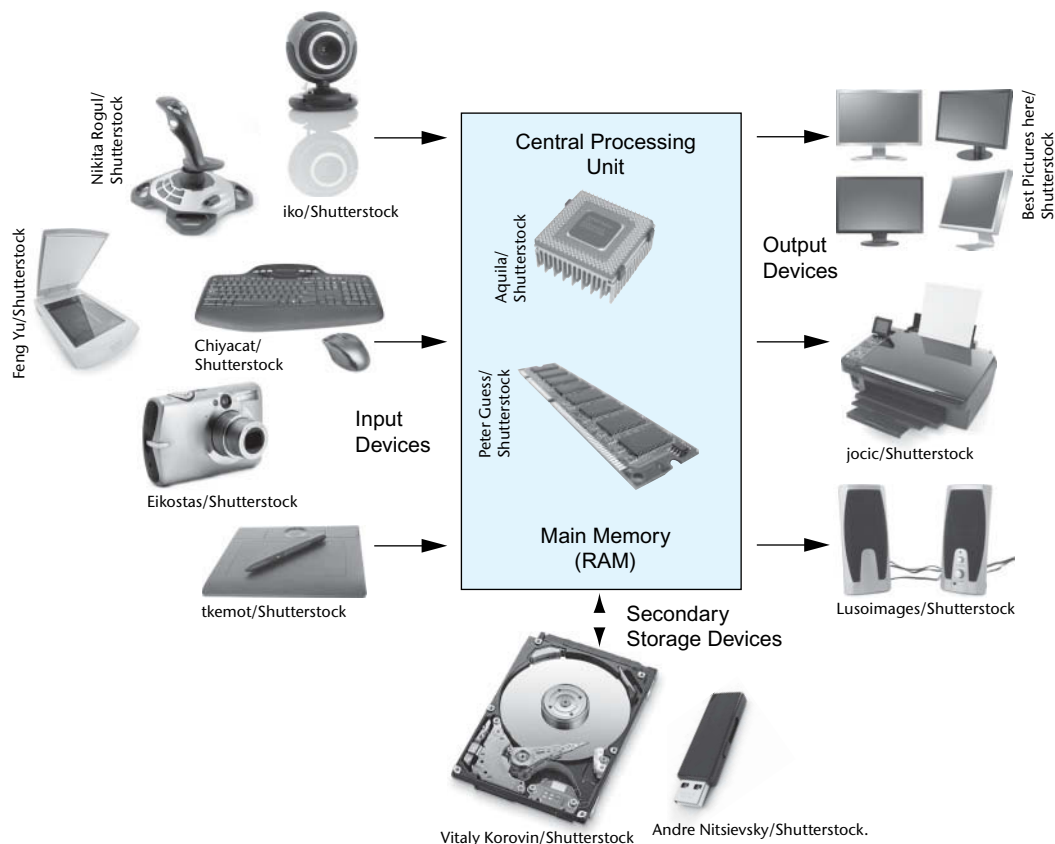 Nikita Rogul/
Shutterstock
iko/Shutterstock
Feng Yu/Shutterstock
Chiyacat/
Shutterstock
Input
Devices
Eikostas/Shutterstock
tkemot/Shutterstock
Central Processing
Unit
Aquila/
Shutterstock
Peter Guess/
Shutterstock
Main Memory
(RAM)
Output
Devices
Best Pictures here/
Shutterstock
jocic/Shutterstock
Lusoimages/Shutterstock
Secondary
Storage Devices
Vitaly Korovin/Shutterstock
Andre Nitsievsky/Shutterstock.